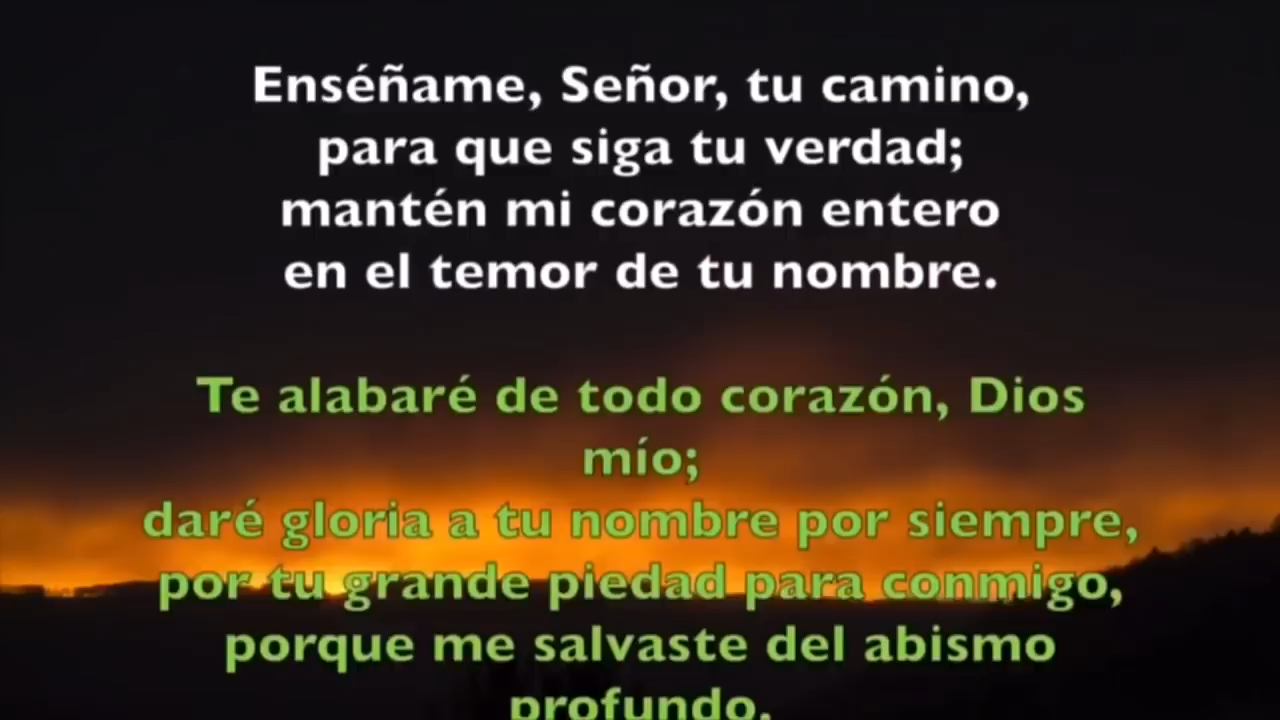 Enséñame, Señor, tu camino,
para que siga tu verdad;
mantén mi corazón entero
en el temor de tu nombre.
Te alabaré de todo corazón, Dios
mío;
daré gloria a tu nombre por siempre,
por tu grande piedad para conmigo,
porque me salvaste del abismo
profundo.